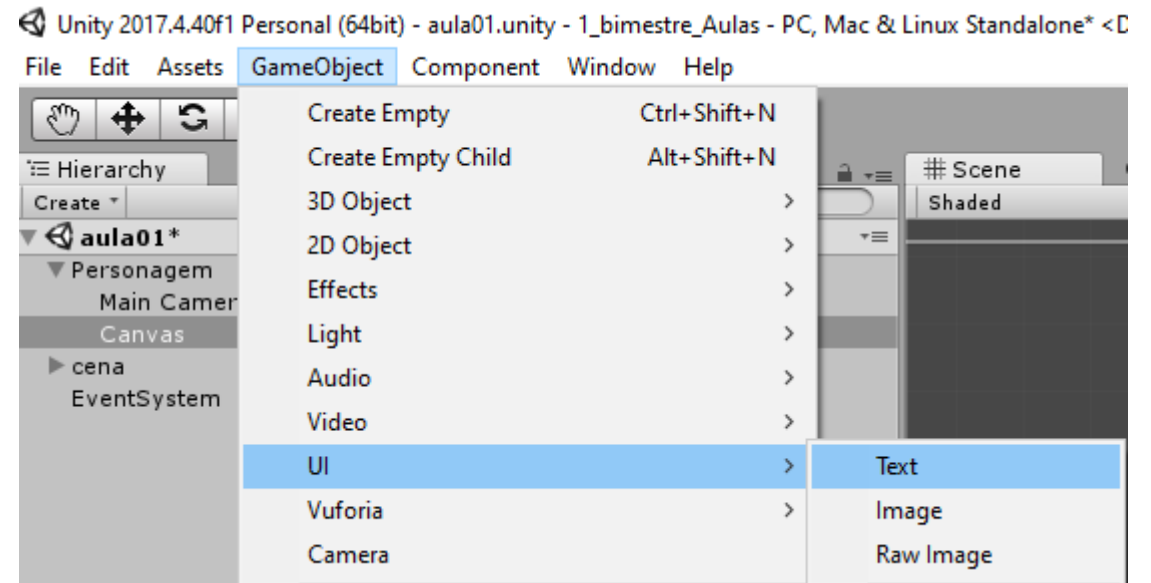 Unity 2017.4.40f1 Personal (64bit) - aula01.unity - 1_bimestre_Aulas - PC, Mac & Linux Standalone* <D
File Edit Assets GameObject Component Window Help
Create Empty Ctrl+Shift+N
Create Empty Child Alt+Shift+N
3D Object
2D Object
Effects
Light
Audio
Video
UI
Vuforia
Camera
Hierarchy
Create
aula01*
Personagem
Main Camer
Canvas
cena
EventSystem
Scene
Shaded
Text
Image
Raw Image